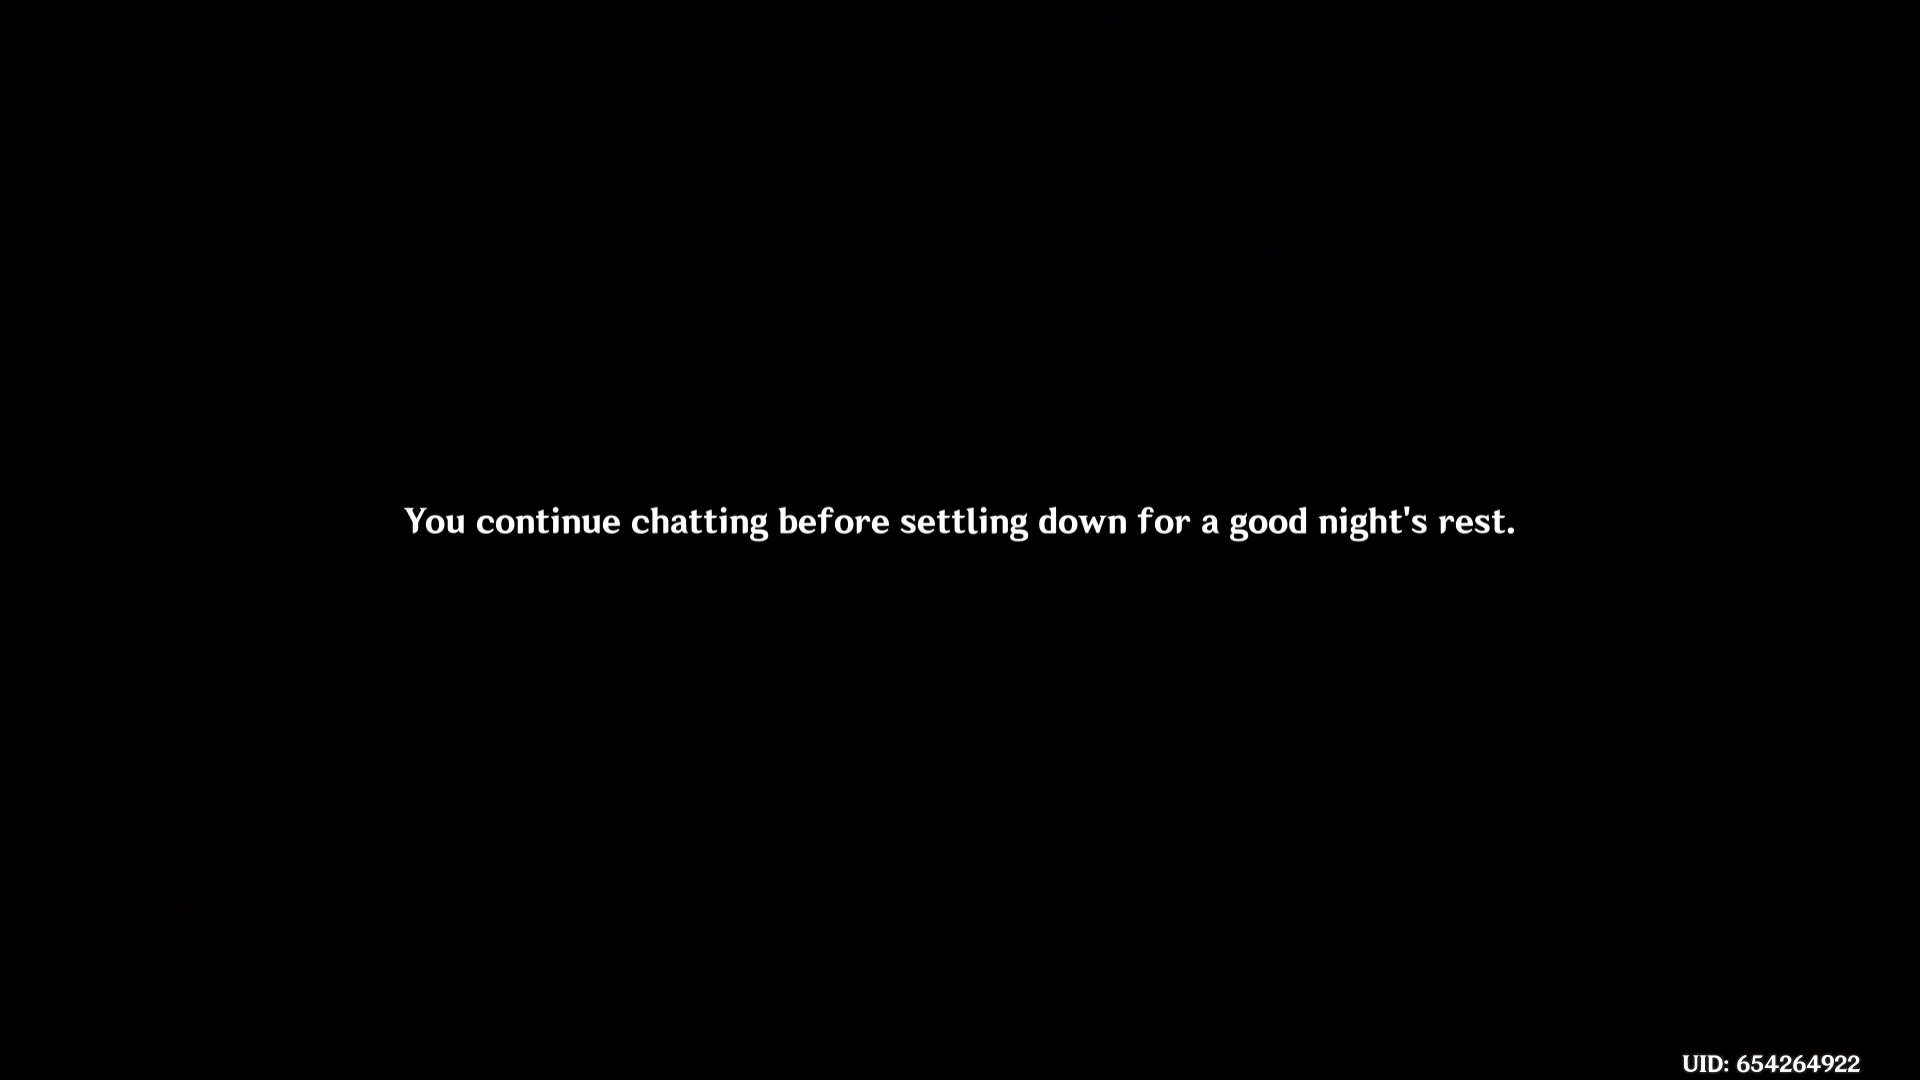 You continue chatting before settling down for a good night's rest.
UID: 654264922